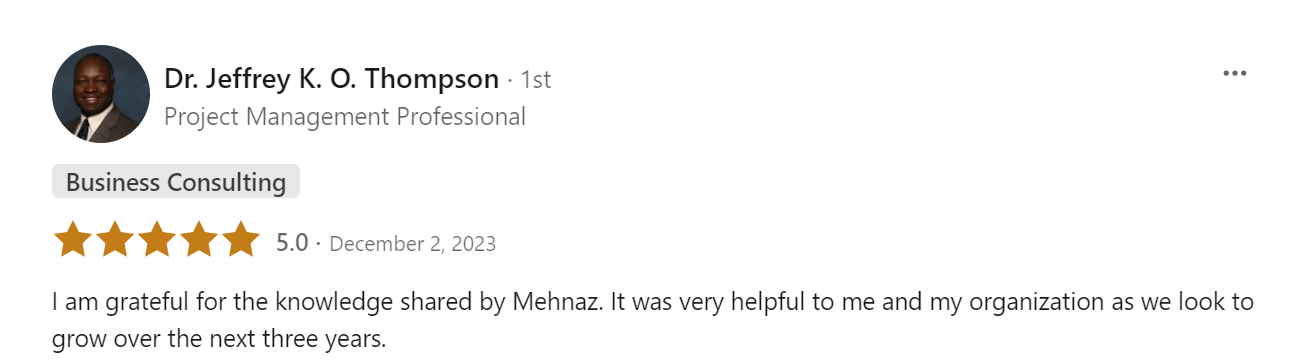 Dr. Jeffrey K. O. Thompson · 1st
Project Management Professional
Business Consulting
5.0 · December 2, 2023
I am grateful for the knowledge shared by Mehnaz. It was very helpful to me and my organization as we look to
grow over the next three years.